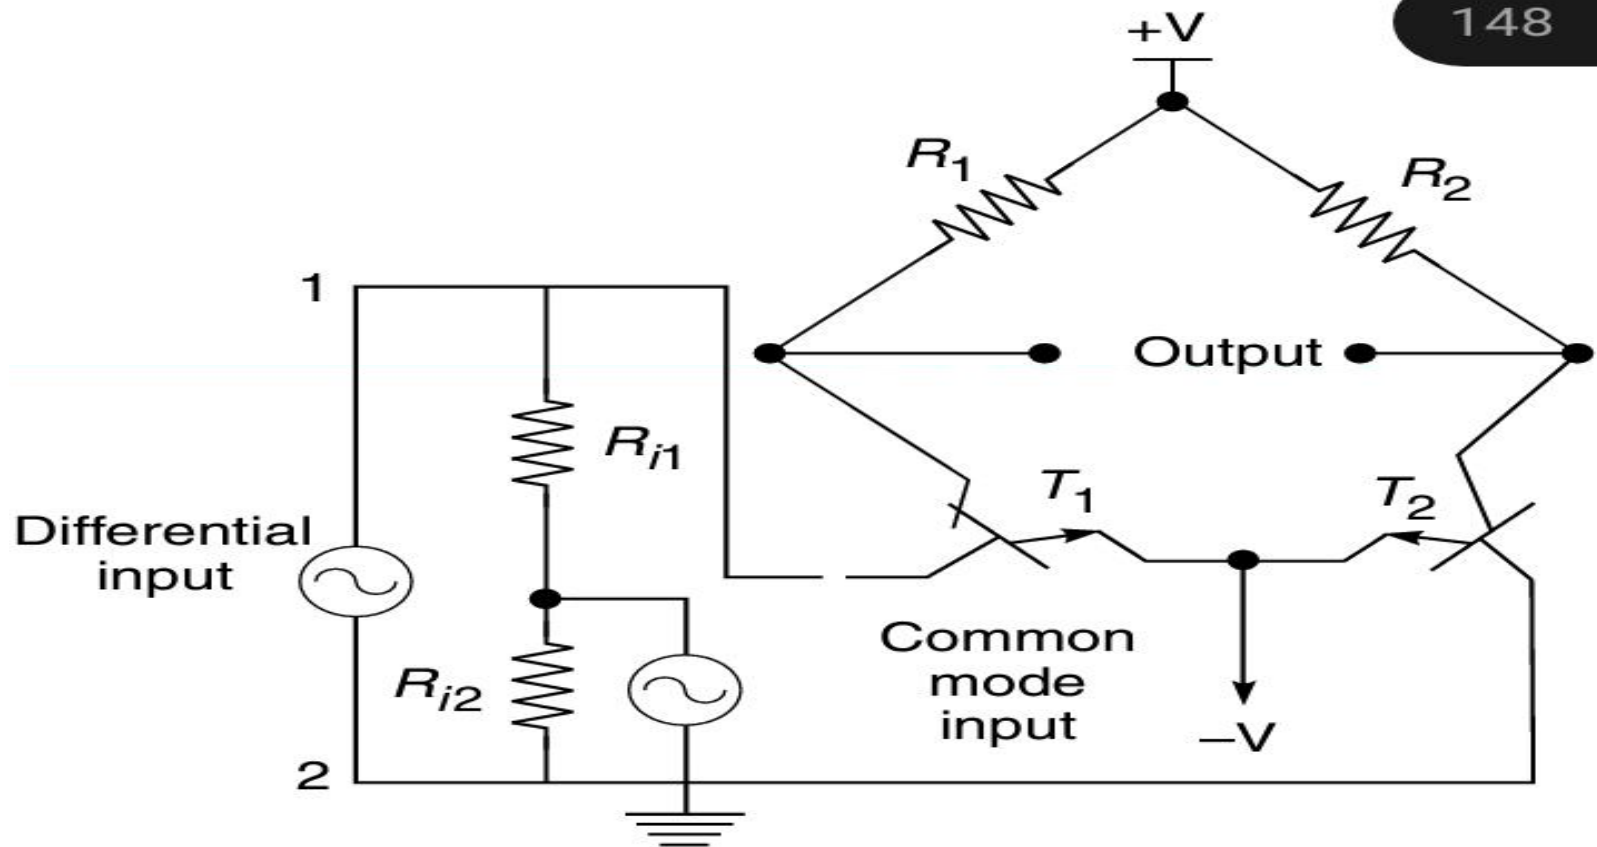 148
+V
R1
R2
1
Output
Ri1
T1
T2
Differential
input
Common
mode
input
Ri2
–V
2